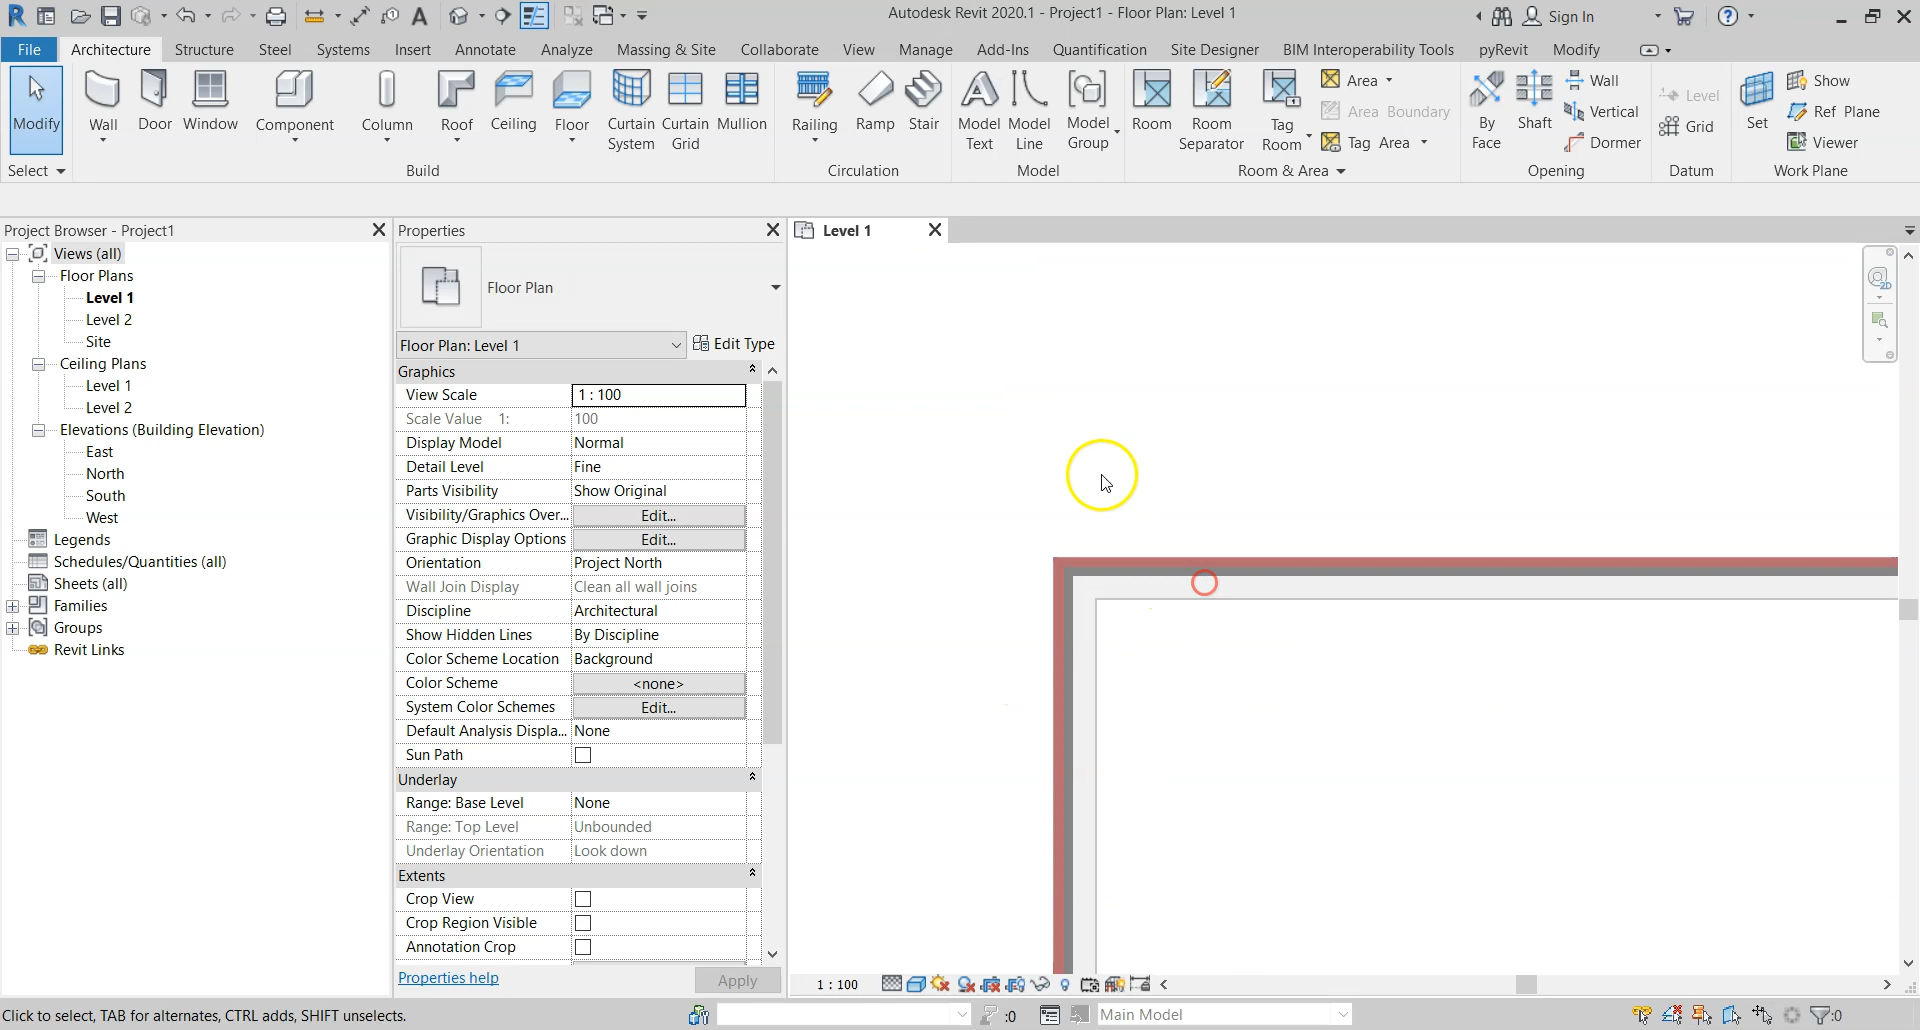 Autodesk Revit 2020.1 - Project1 - Floor Plan: Level 1
Sign In
File Architecture Structure Steel Systems Insert Annotate Analyze Massing & Site Collaborate View Manage Add-Ins Quantification Site Designer BIM Interoperability Tools pyRevit Modify
Modify
Wall
Door
Window
Component
Column
Roof
Ceiling
Floor
Curtain System
Curtain Grid
Mullion
Railing
Ramp
Stair
Model Text
Model Line
Model Group
Room
Room Separator
Tag Room
Area
Area Boundary
Tag Area
By Face
Shaft
Wall
Vertical
Dormer
Level
Grid
Set
Show
Ref Plane
Viewer
Select
Build
Circulation
Model
Room & Area
Opening
Datum
Work Plane
Project Browser - Project1
Views (all)
Floor Plans
Level 1
Level 2
Site
Ceiling Plans
Level 1
Level 2
Elevations (Building Elevation)
East
North
South
West
Legends
Schedules/Quantities (all)
Sheets (all)
Families
Groups
Revit Links
Properties
Floor Plan
Floor Plan: Level 1
Edit Type
Graphics
View Scale 1 : 100
Scale Value 1: 100
Display Model Normal
Detail Level Fine
Parts Visibility Show Original
Visibility/Graphics Over... Edit...
Graphic Display Options Edit...
Orientation Project North
Wall Join Display Clean all wall joins
Discipline Architectural
Show Hidden Lines By Discipline
Color Scheme Location Background
Color Scheme <none>
System Color Schemes Edit...
Default Analysis Displa... None
Sun Path
Underlay
Range: Base Level None
Range: Top Level Unbounded
Underlay Orientation Look down
Extents
Crop View
Crop Region Visible
Annotation Crop
Properties help
Apply
Level 1
2D
1 : 100
Click to select, TAB for alternates, CTRL adds, SHIFT unselects.
:0
Main Model
:0